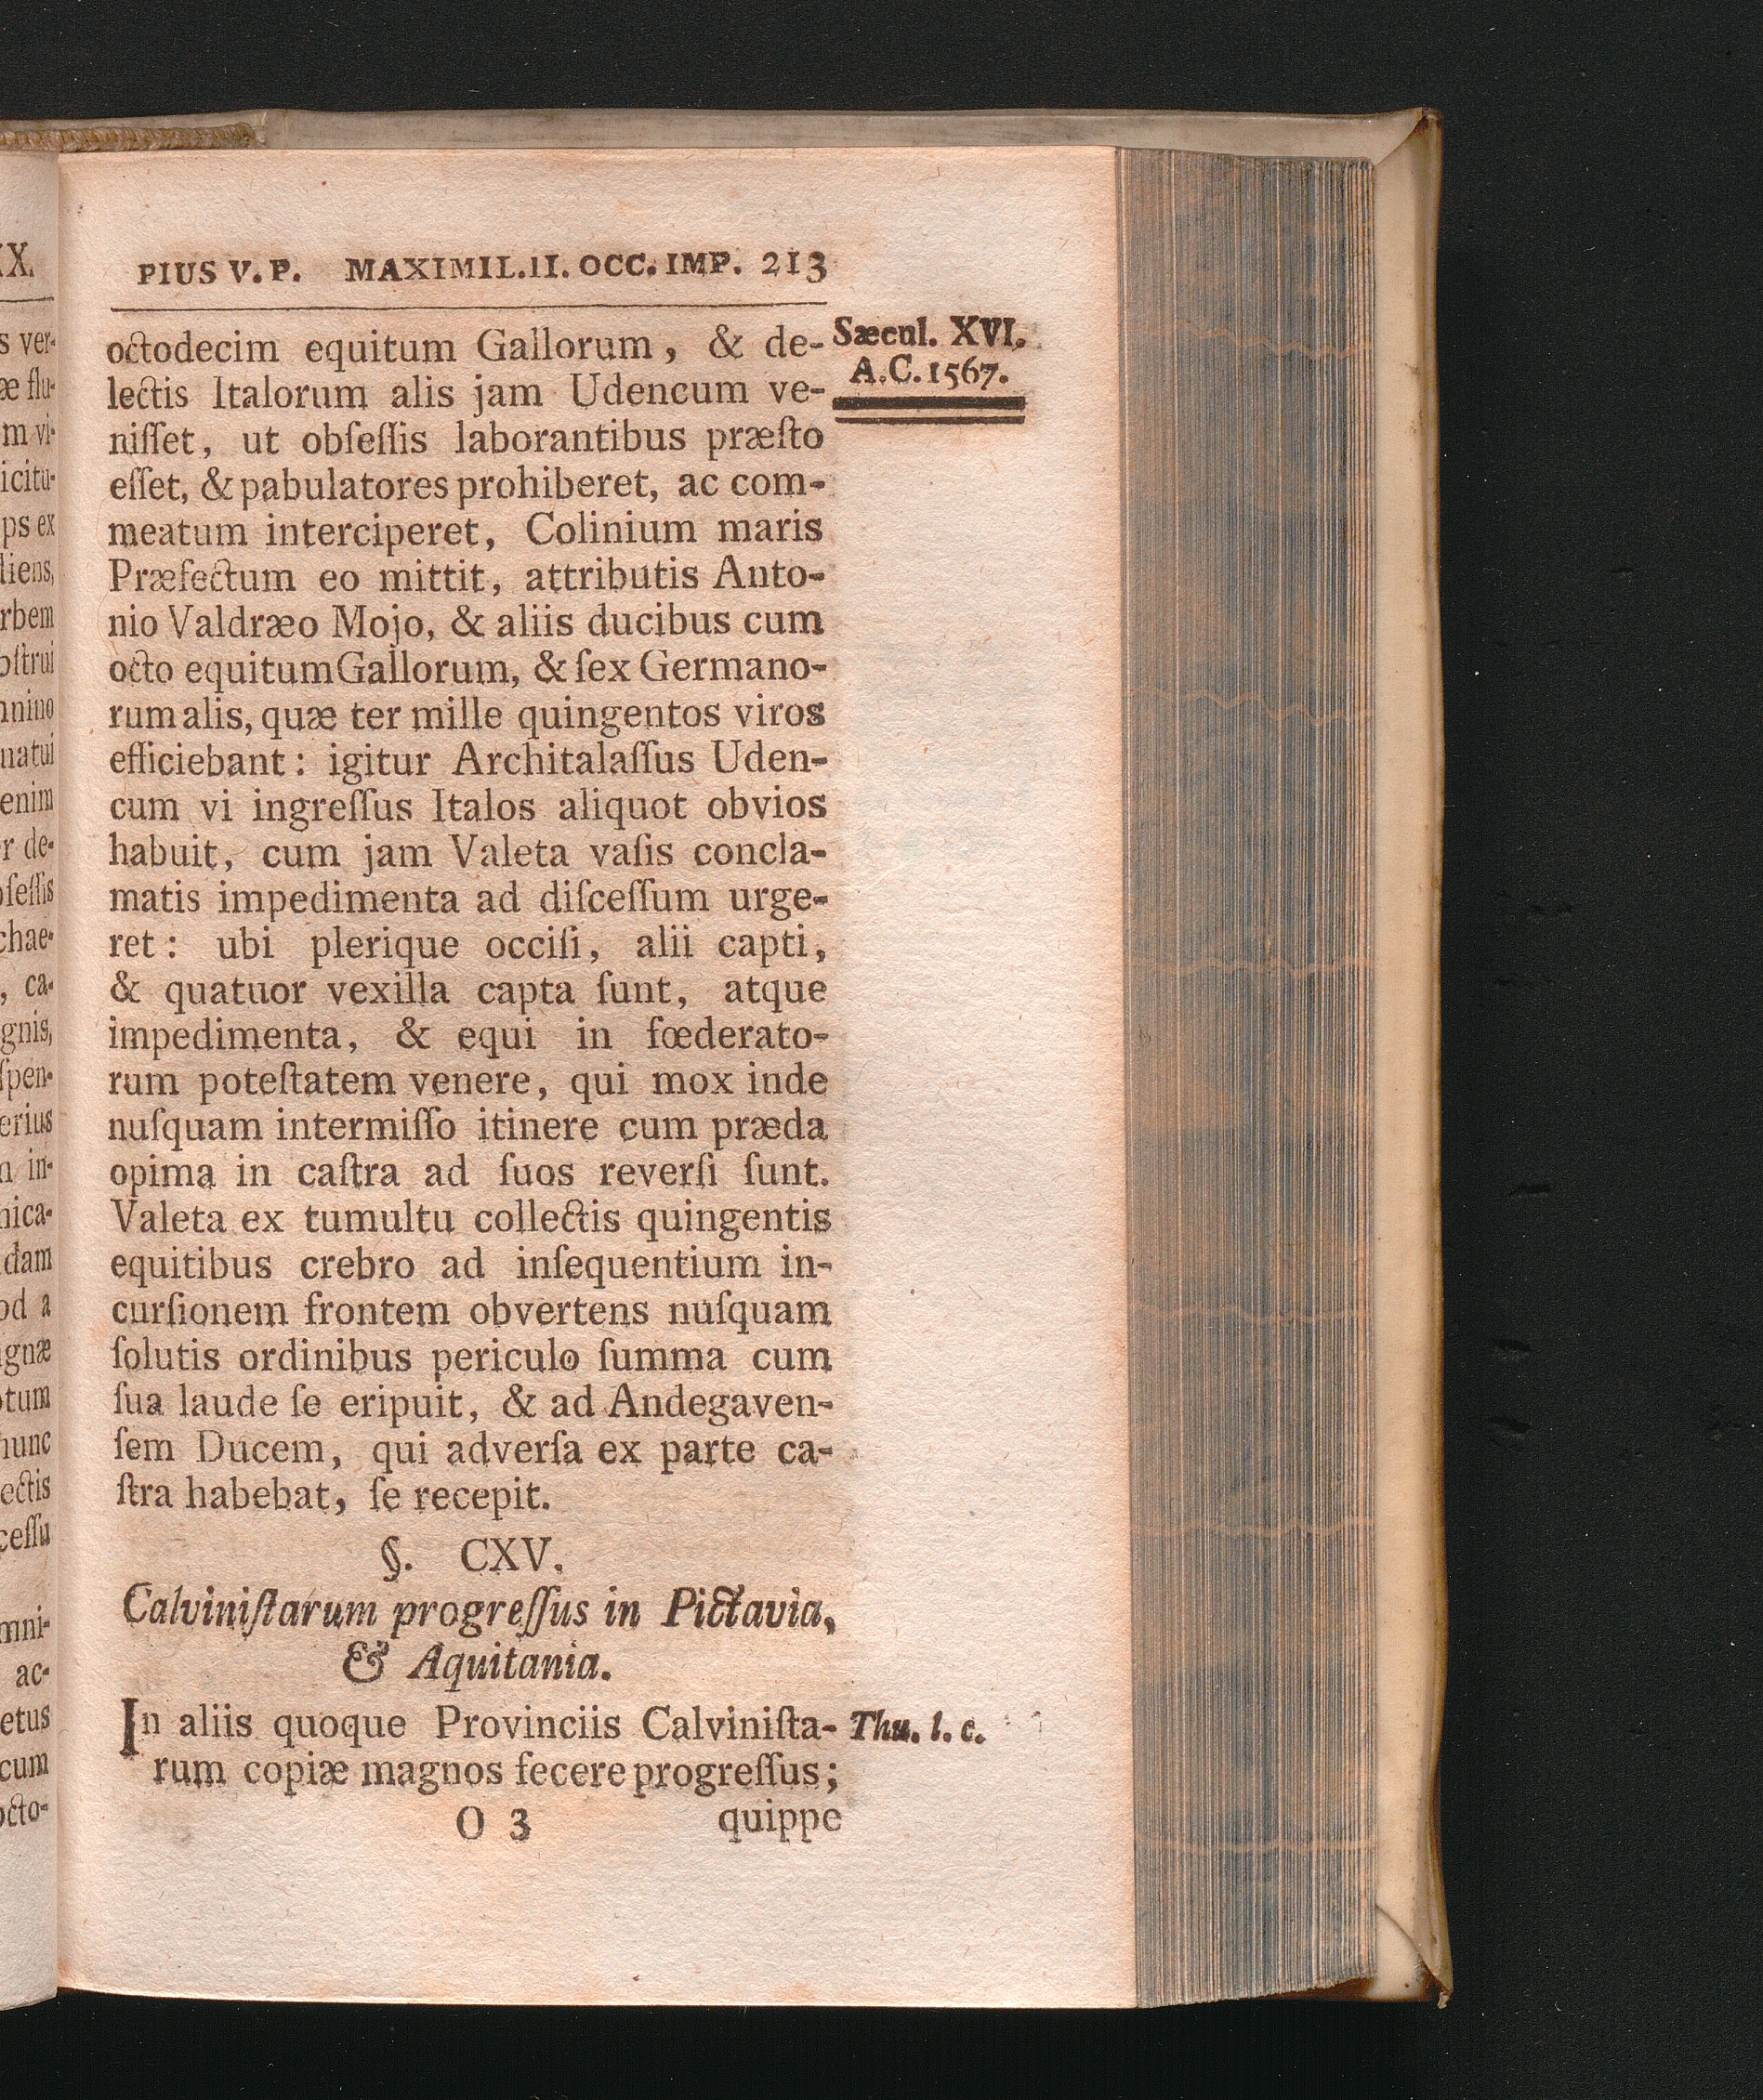 PIUS V. P. MAXIMIL. II. OCC. IMP. 213
Sæcul. XVI.
A.C. 1567.
octodecim equitum Gallorum, & de-
lectis Italorum alis jam Udencum ve-
niſſet, ut obſeſſis laborantibus præſto
eſſet, & pabulatores prohiberet, ac com-
meatum interciperet, Colinium maris
Præfectum eo mittit, attributis Anto-
nio Valdræo Mojo, & aliis ducibus cum
octo equitum Gallorum, & ſex Germano-
rum alis, quæ ter mille quingentos viros
efficiebant: igitur Architalaſſus Uden-
cum vi ingreſſus Italos aliquot obvios
habuit, cum jam Valeta vaſis concla-
matis impedimenta ad diſceſſum urge-
ret: ubi plerique occiſi, alii capti,
& quatuor vexilla capta ſunt, atque
impedimenta, & equi in fœderato-
rum poteſtatem venere, qui mox inde
nuſquam intermiſſo itinere cum præda
opima in caſtra ad ſuos reverſi ſunt.
Valeta ex tumultu collectis quingentis
equitibus crebro ad inſequentium in-
curſionem frontem obvertens nuſquam
ſolutis ordinibus periculo ſumma cum
ſua laude ſe eripuit, & ad Andegaven-
ſem Ducem, qui adverſa ex parte ca-
ſtra habebat, ſe recepit.
§. CXV.
Calviniſtarum progreſſus in Pictavia,
& Aquitania.
In aliis quoque Provinciis Calviniſta-
Thu. l. c.
rum copiæ magnos fecere progreſſus;
O 3 quippe